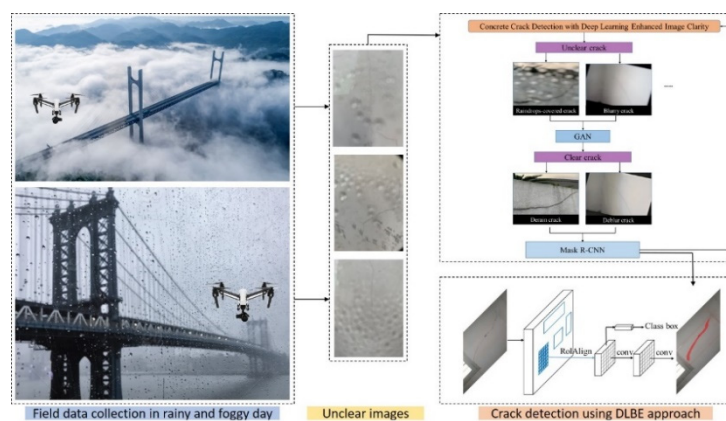 Concrete Crack Detection with Deep Learning Enhanced Image Clarity
Unclear crack
Raindrops-covered crack
Blurry crack
GAN
Clear crack
Derain crack
Deblur crack
Mask R-CNN
Class box
RoIAlign
conv
conv
Field data collection in rainy and foggy day
Unclear images
Crack detection using DLBE approach